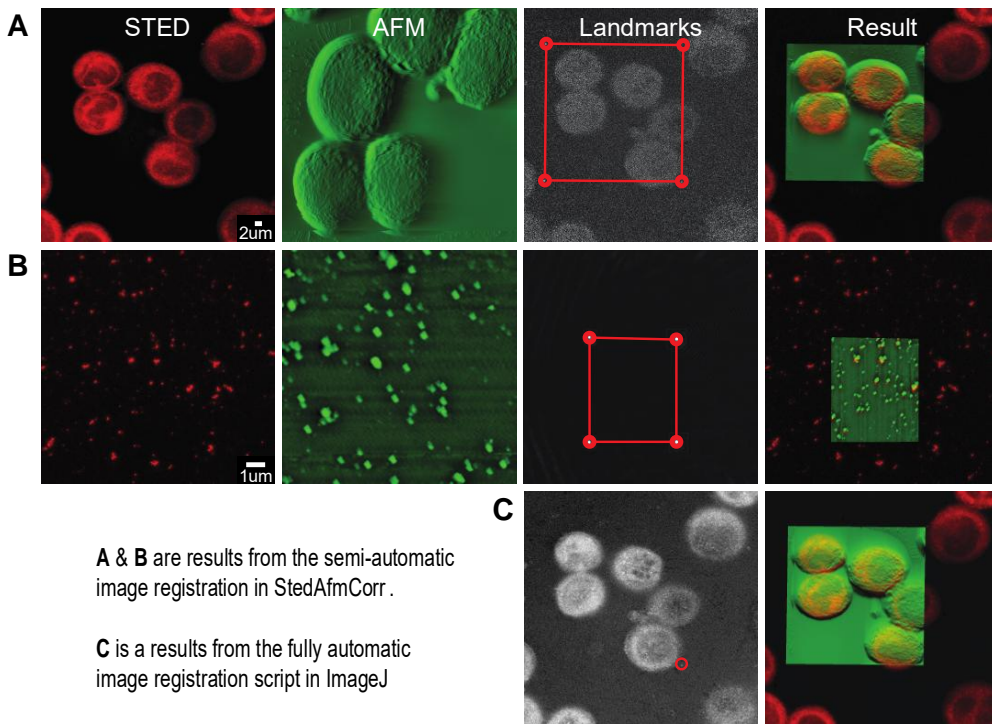 A
STED
AFM
Landmarks
Result
2um
B
1um
C
A & B are results from the semi-automatic
image registration in StedAfmCorr .
C is a results from the fully automatic
image registration script in ImageJ